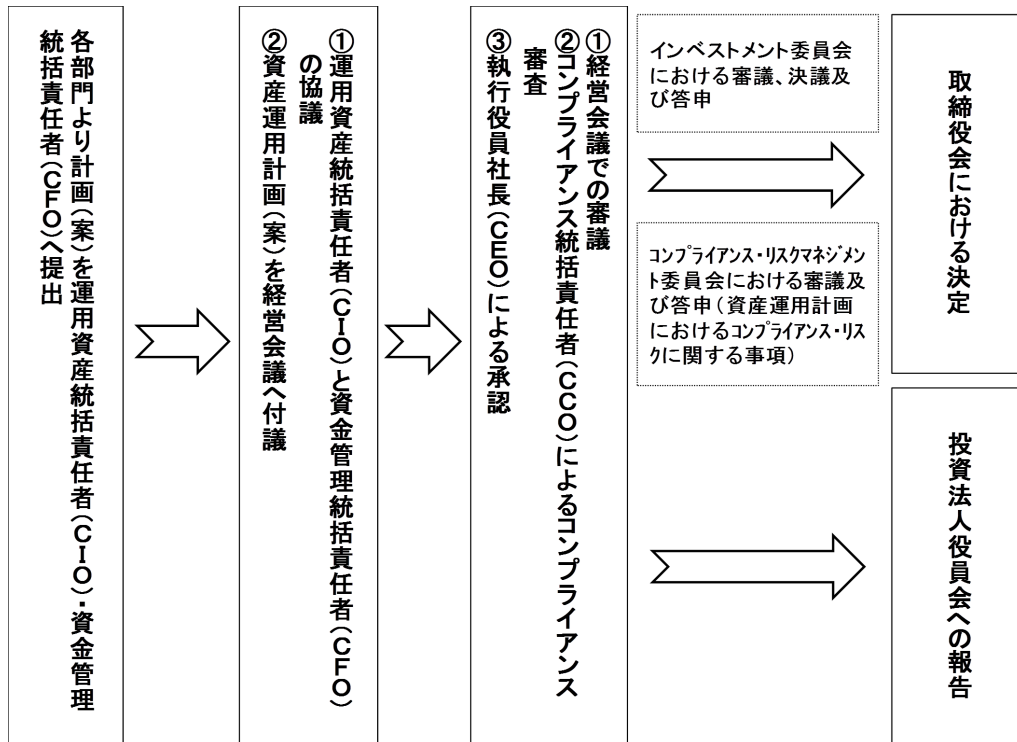 各部門より計画(案)を運用資産統括責任者(CIO)・資金管理
統括責任者(CFO)へ提出
①運用資産統括責任者(CIO)と資金管理統括責任者(CFO)
の協議
②資産運用計画(案)を経営会議へ付議
①経営会議での審議
②コンプライアンス統括責任者(CCO)によるコンプライアンス
審査
③執行役員社長(CEO)による承認
インベストメント委員会
における審議、決議及
び答申
コンプライアンス・リスクマネジメ
ント委員会における審議及
び答申(資産運用計画
におけるコンプライアンス・リス
クに関する事項)
取締役会における決定
投資法人役員会への報告